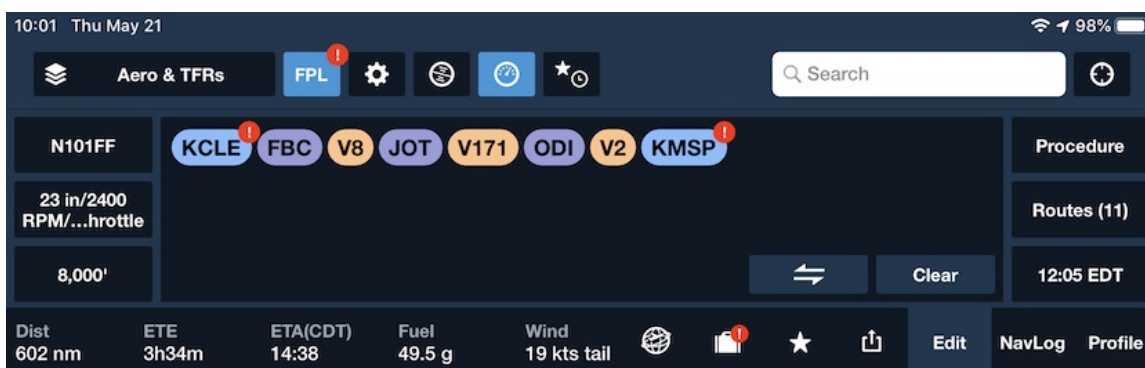 10:01 Thu May 21 98%
Aero & TFRs FPL ! Search
N101FF KCLE ! FBC V8 JOT V171 ODI V2 KMSP ! Procedure
23 in/2400 Routes (11)
RPM/...hrottle
8,000' Clear 12:05 EDT
Dist ETE ETA(CDT) Fuel Wind
602 nm 3h34m 14:38 49.5 g 19 kts tail ! Edit NavLog Profile